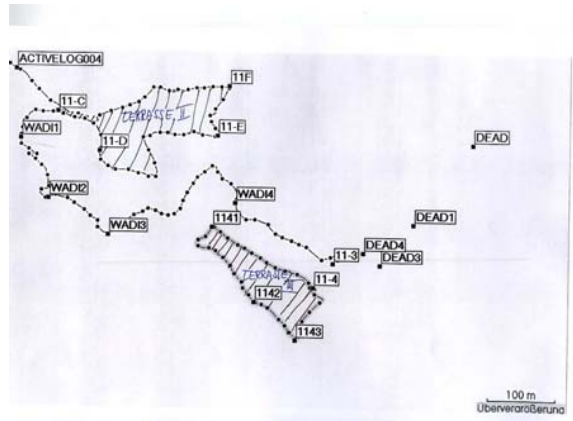 ACTIVELOG004
11F
11-C
TERRASSE II
WADI1
11-E
11-D
DEAD
WADI2
WADI4
1141
DEAD1
WADI3
DEAD4
11-3
DEAD3
TERRASSE
11-4
1142
1143
100 m